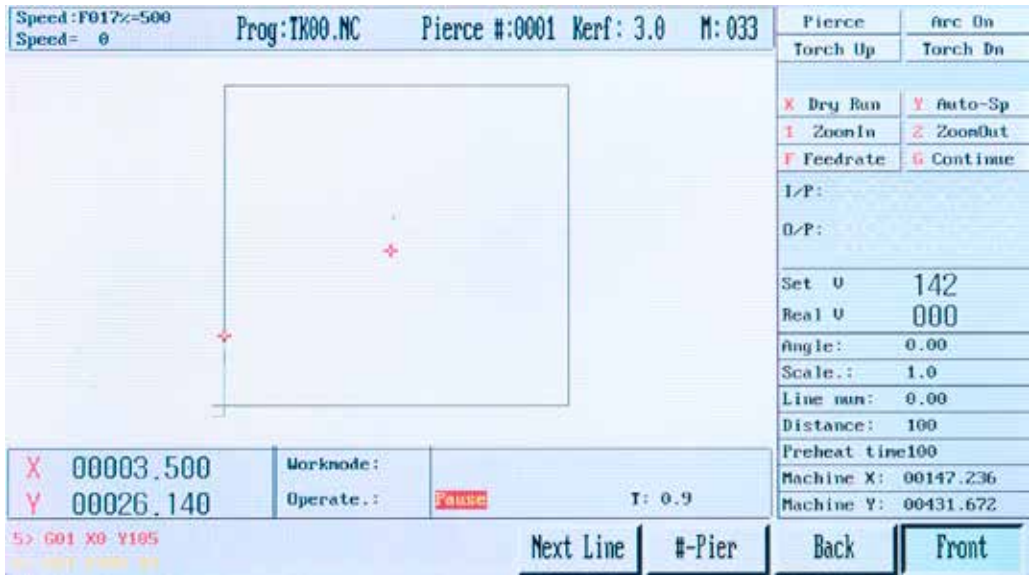 Speed:F017%=500
Speed= 0
Prog:TK00.NC
Pierce #:0001
Kerf: 3.0
M:033
Pierce
Arc On
Torch Up
Torch Dn
X Dry Run
Y Auto-Sp
1 ZoomIn
2 ZoomOut
F Feedrate
G Continue
I/P:
O/P:
Set V 142
Real V 000
Angle: 0.00
Scale.: 1.0
Line num: 0.00
Distance: 100
Preheat time100
Machine X: 00147.236
Machine Y: 00431.672
X 00003.500
Y 00026.140
Workmode:
Operate.: Pause
T: 0.9
5> G01 X0 Y105
Next Line
#-Pier
Back
Front